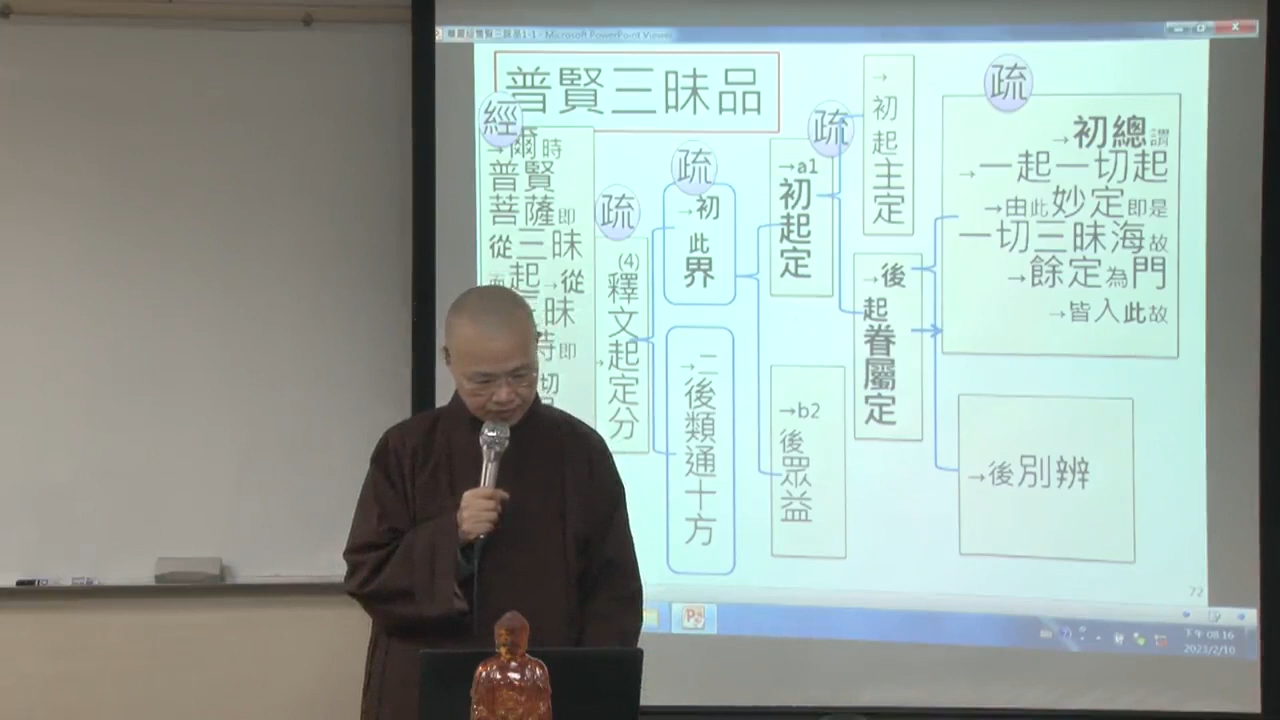 華嚴經普賢三昧品1-1 - Microsoft PowerPoint Viewer
普賢三昧品
經
→爾時
普賢
菩薩即
從三昧
起→從
昧
時即
切
疏
(4)
釋文
→起定分
疏
→初
此
界
→二
後類通十方
疏
→a1
初起定
→b2
後眾益
→
初起主定
→後
起眷屬定
疏
→初總謂
→一起一切起
→由此妙定即是
一切三昧海故
→餘定為門
→皆入此故
→後別辨
72
下午 08:16
2023/2/10